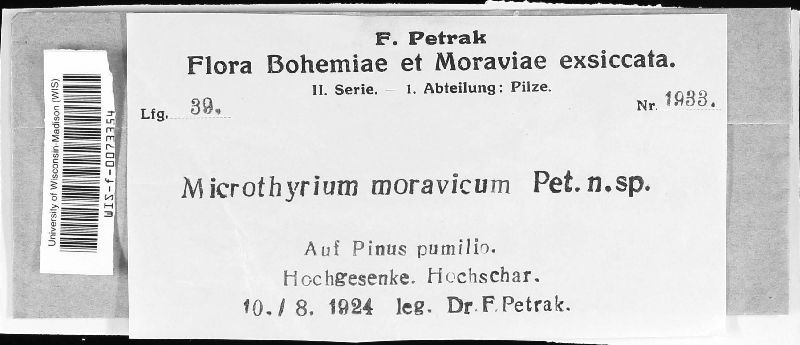 F. Petrak
Flora Bohemiae et Moraviae exsiccata.
II. Serie. — I. Abteilung: Pilze.
Lfg. 39.
Nr. 1933.
Microthyrium moravicum Pet. n. sp.
Auf Pinus pumilio.
Hochgesenke. Hochschar.
10. / 8. 1924 leg. Dr. F. Petrak.
University of Wisconsin-Madison (WIS)
WIS-f-0073354